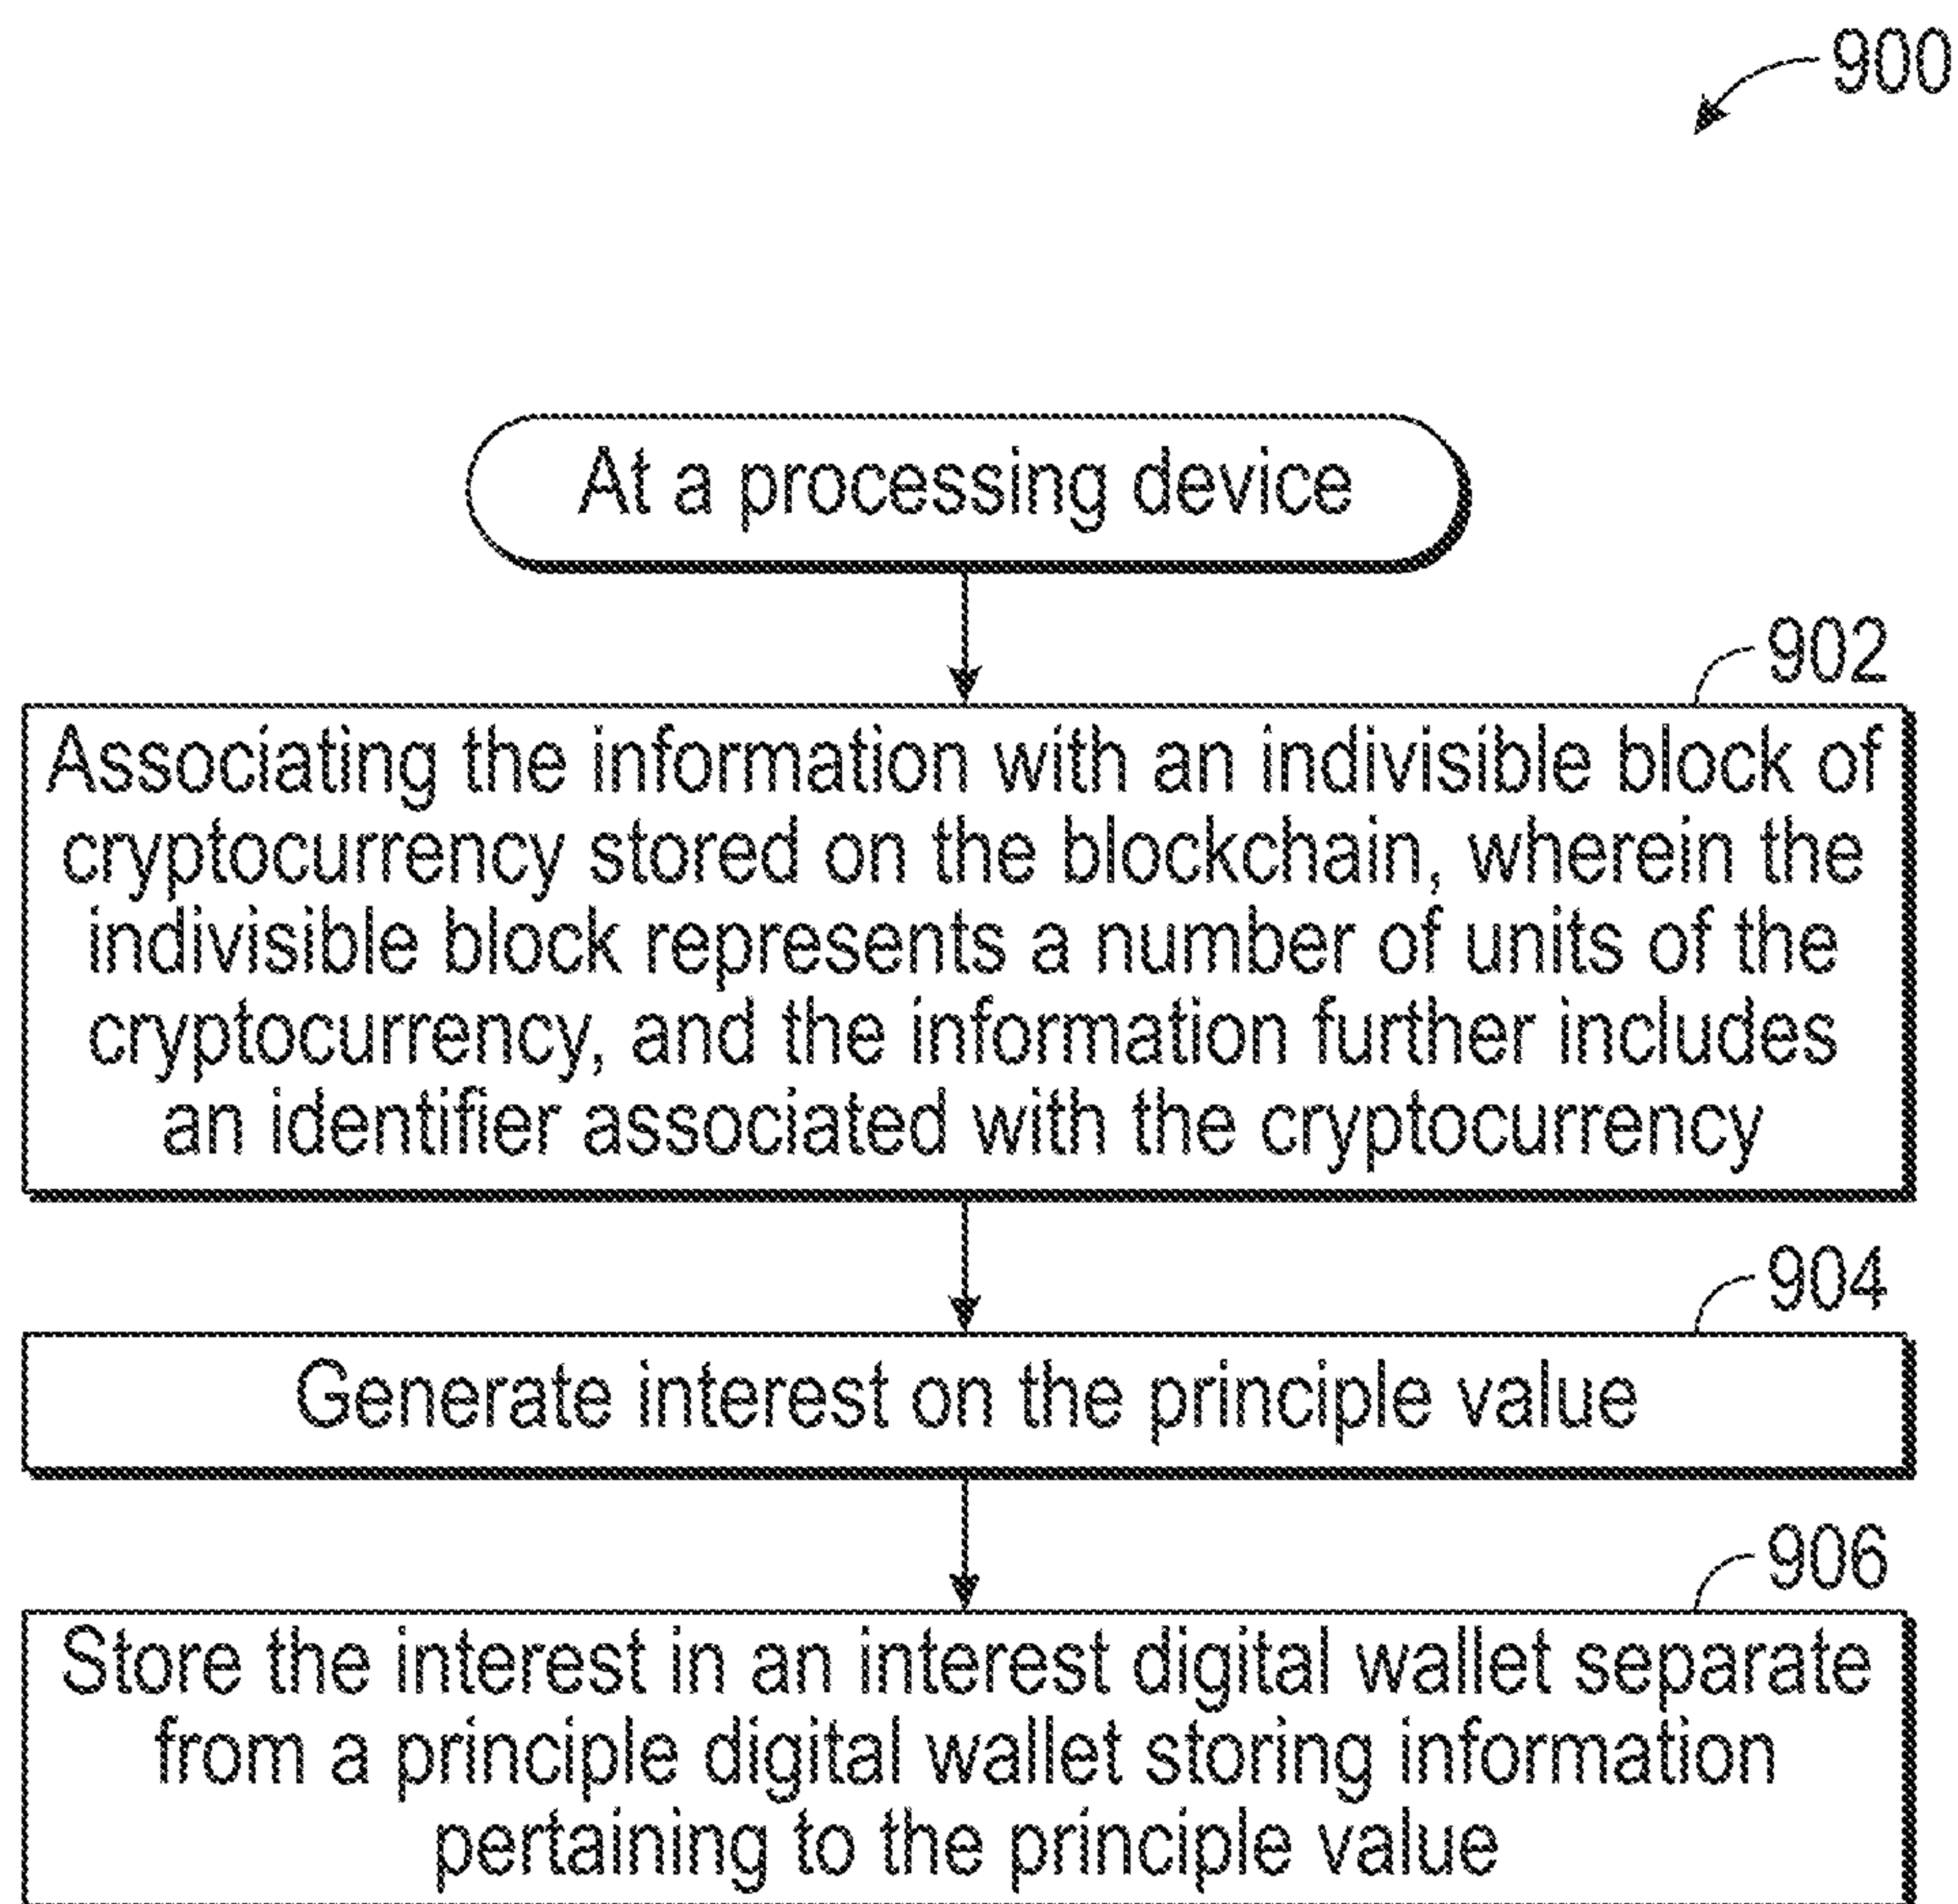 900
At a processing device
902
Associating the information with an indivisible block of
cryptocurrency stored on the blockchain, wherein the
indivisible block represents a number of units of the
cryptocurrency, and the information further includes
an identifier associated with the cryptocurrency
904
Generate interest on the principle value
906
Store the interest in an interest digital wallet separate
from a principle digital wallet storing information
pertaining to the principle value